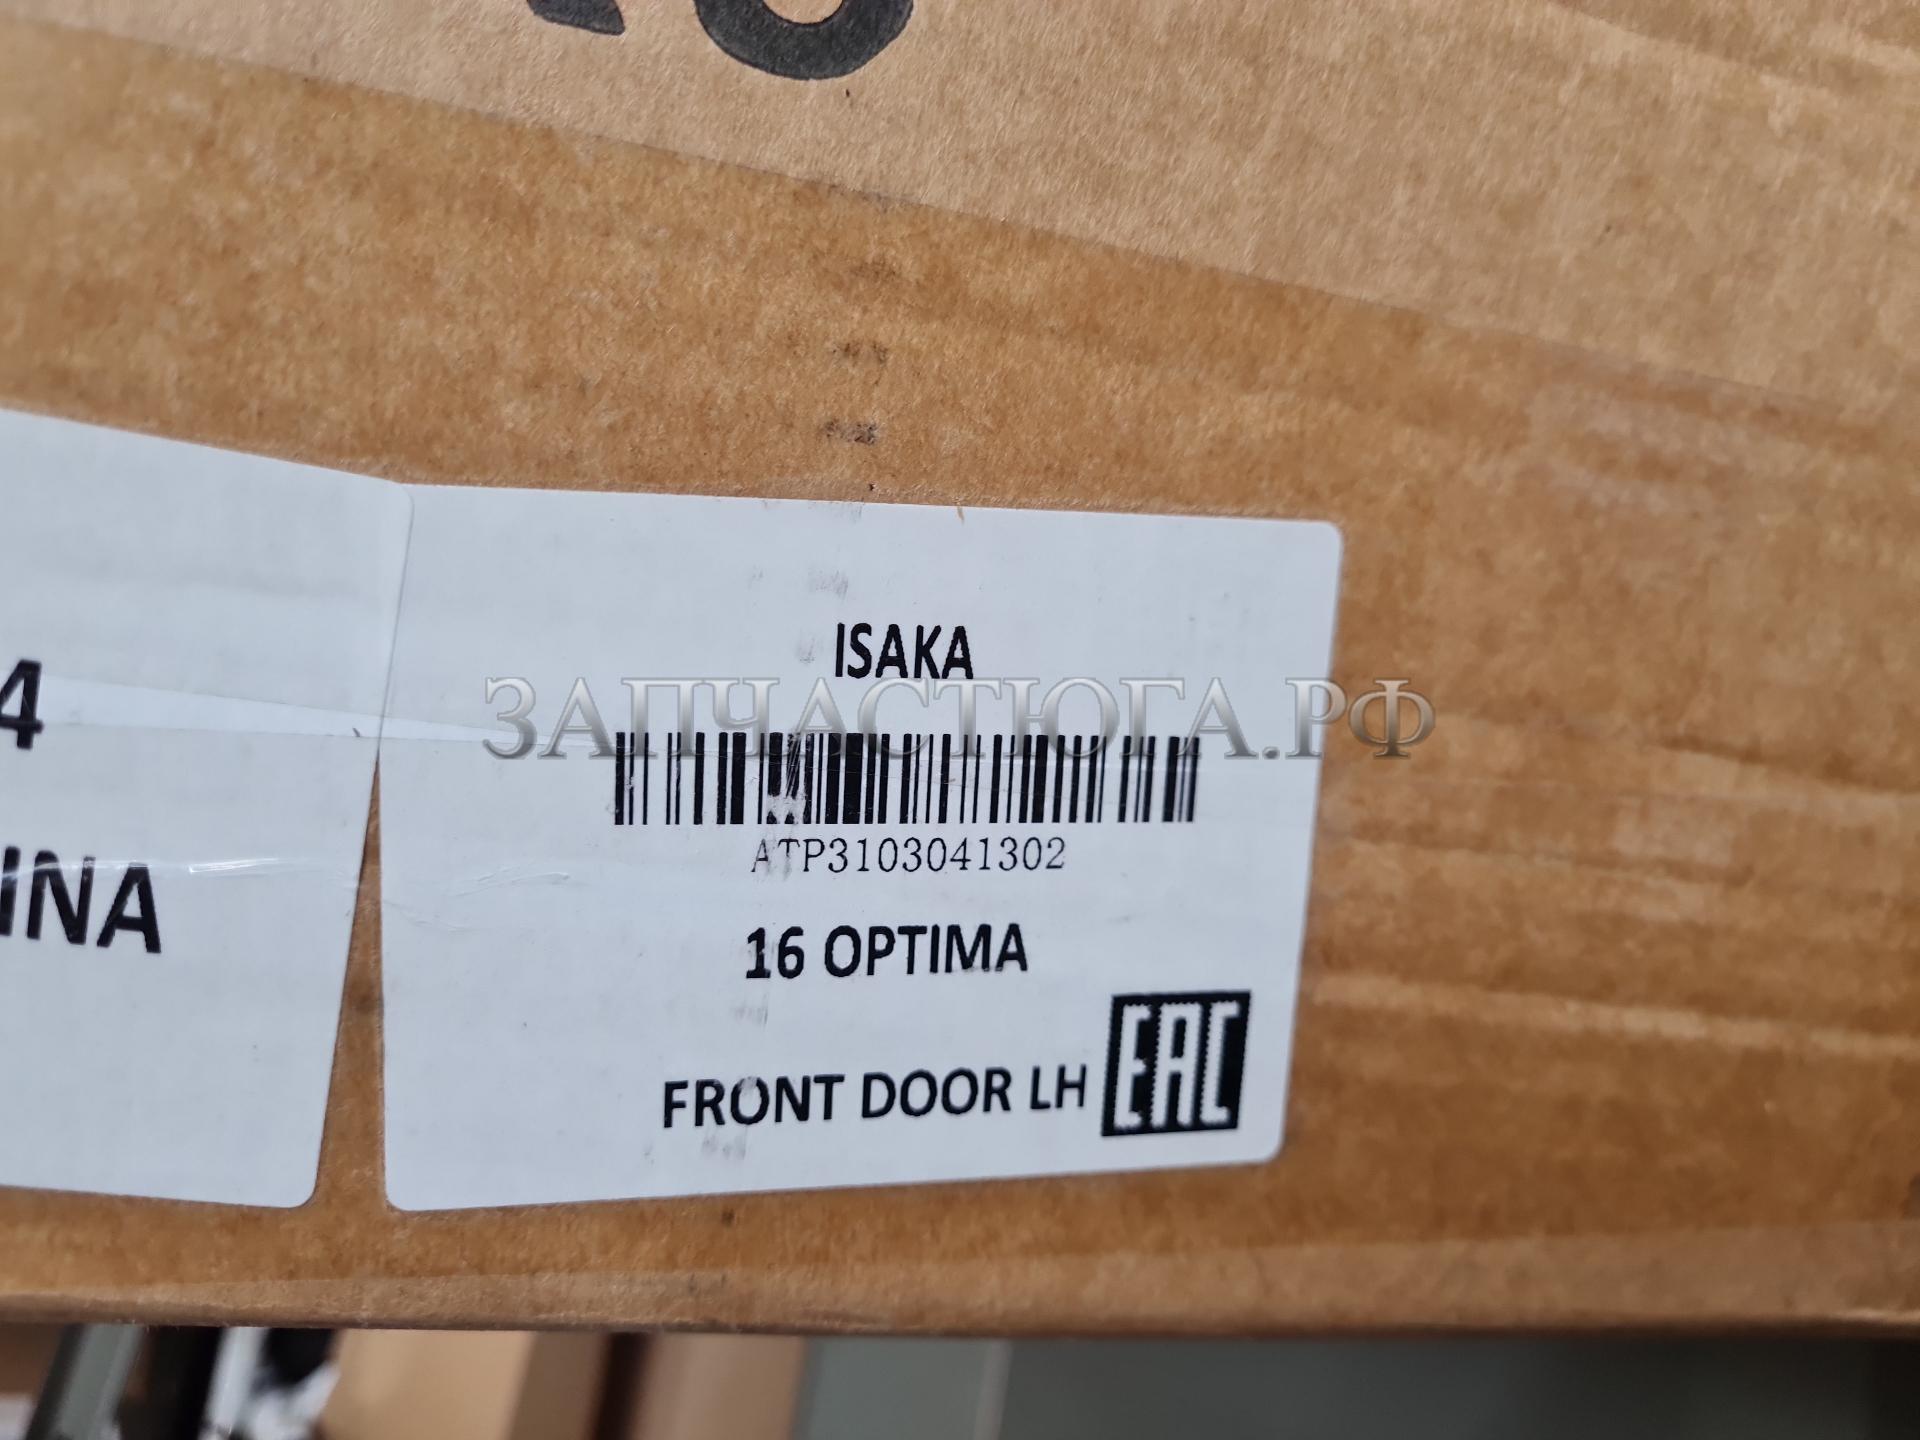 4
INA
ISAKA
ЗАПЧАСТЮГА.РФ
ATP3103041302
16 OPTIMA
FRONT DOOR LH
EAC